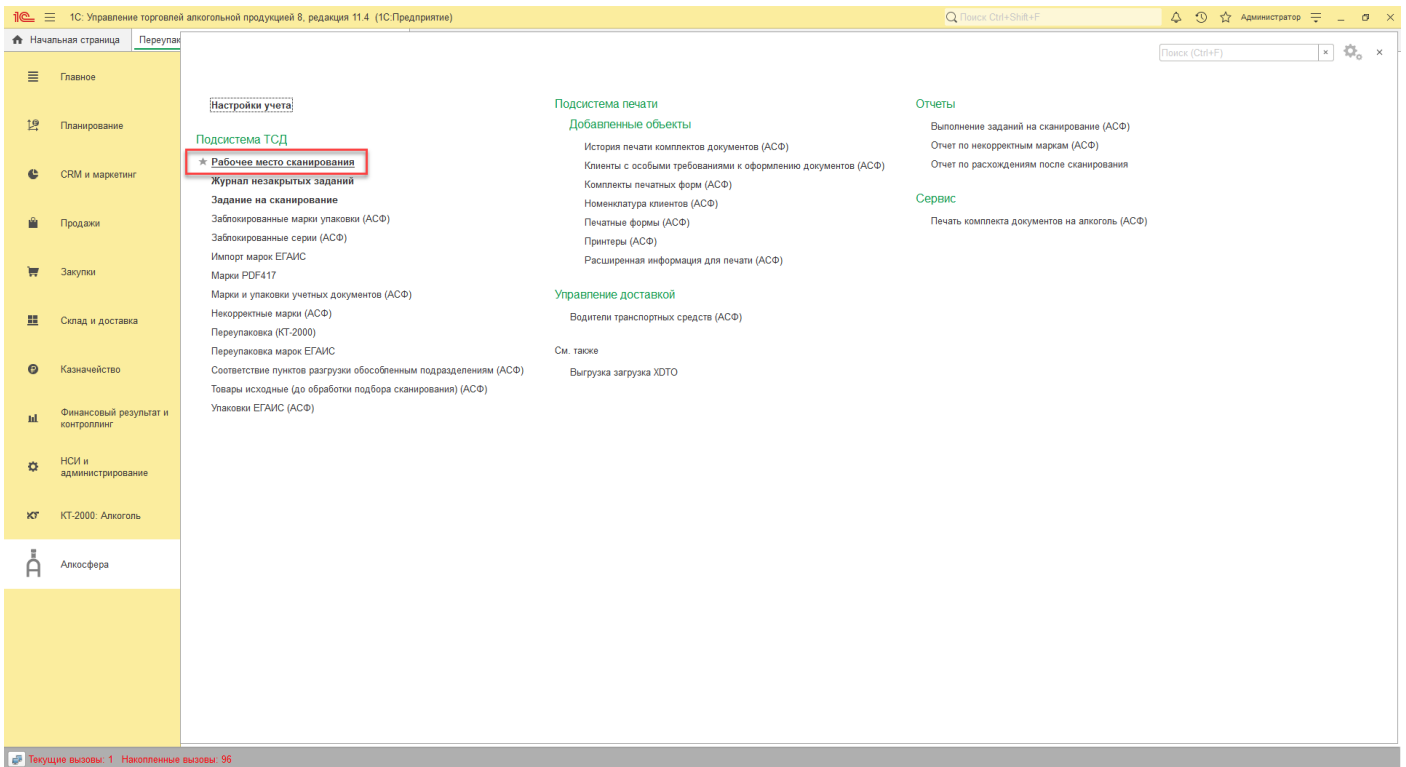 1С: Управление торговлей алкогольной продукцией 8, редакция 11.4 (1С:Предприятие)
Поиск Ctrl+Shift+F
Администратор
Начальная страница
Переупак
Поиск (Ctrl+F)
Главное
Планирование
CRM и маркетинг
Продажи
Закупки
Склад и доставка
Казначейство
Финансовый результат и
контроллинг
НСИ и
администрирование
КТ-2000: Алкоголь
Алкосфера
Настройки учета
Подсистема ТСД
Рабочее место сканирования
Журнал незакрытых заданий
Задание на сканирование
Заблокированные марки упаковки (АСФ)
Заблокированные серии (АСФ)
Импорт марок ЕГАИС
Марки PDF417
Марки и упаковки учетных документов (АСФ)
Некорректные марки (АСФ)
Переупаковка (КТ-2000)
Переупаковка марок ЕГАИС
Соответствие пунктов разгрузки обособленным подразделениям (АСФ)
Товары исходные (до обработки подбора сканирования) (АСФ)
Упаковки ЕГАИС (АСФ)
Подсистема печати
Добавленные объекты
История печати комплектов документов (АСФ)
Клиенты с особыми требованиями к оформлению документов (АСФ)
Комплекты печатных форм (АСФ)
Номенклатура клиентов (АСФ)
Печатные формы (АСФ)
Принтеры (АСФ)
Расширенная информация для печати (АСФ)
Управление доставкой
Водители транспортных средств (АСФ)
См. также
Выгрузка загрузка XDTO
Отчеты
Выполнение заданий на сканирование (АСФ)
Отчет по некорректным маркам (АСФ)
Отчет по расхождениям после сканирования
Сервис
Печать комплекта документов на алкоголь (АСФ)
Текущие вызовы: 1 Накопленные вызовы: 96